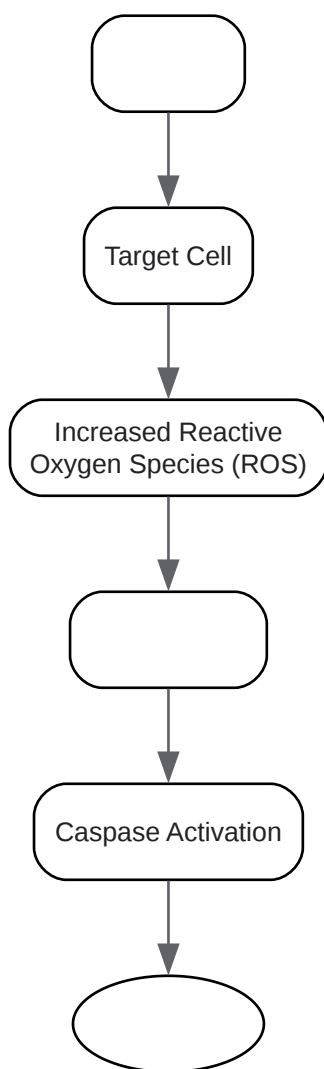 Target Cell
Increased Reactive
Oxygen Species (ROS)
Caspase Activation